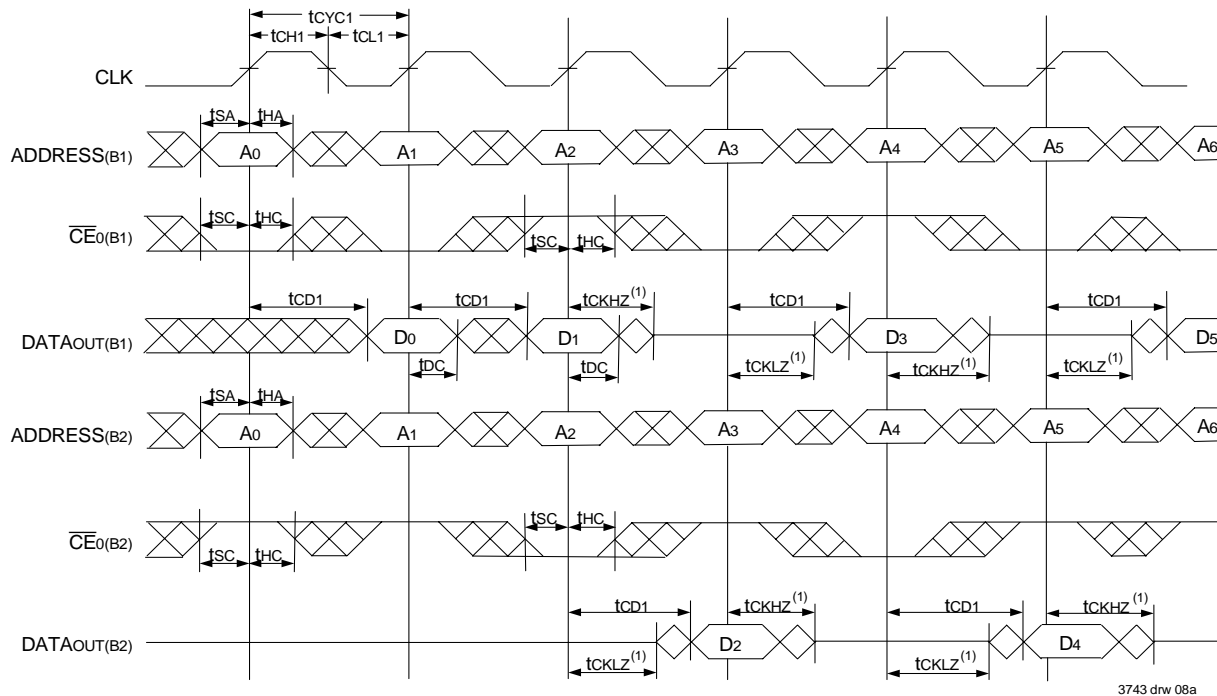 tCYC1
tCH1 tCL1
CLK
tSA tHA
ADDRESS(B1) A0 A1 A2 A3 A4 A5 A6
tSC tHC
CE0(B1)
tSC tHC
tCD1 tCD1 tCKHZ(1) tCD1 tCD1
DATAOUT(B1) D0 D1 D3 D5
tDC tDC tCKLZ(1) tCKHZ(1) tCKLZ(1)
tSA tHA
ADDRESS(B2) A0 A1 A2 A3 A4 A5 A6
tSC tHC
CE0(B2)
tSC tHC
tCD1 tCKHZ(1) tCD1 tCKHZ(1)
DATAOUT(B2) D2 D4
tCKLZ(1) tCKLZ(1)
3743 drw 08a